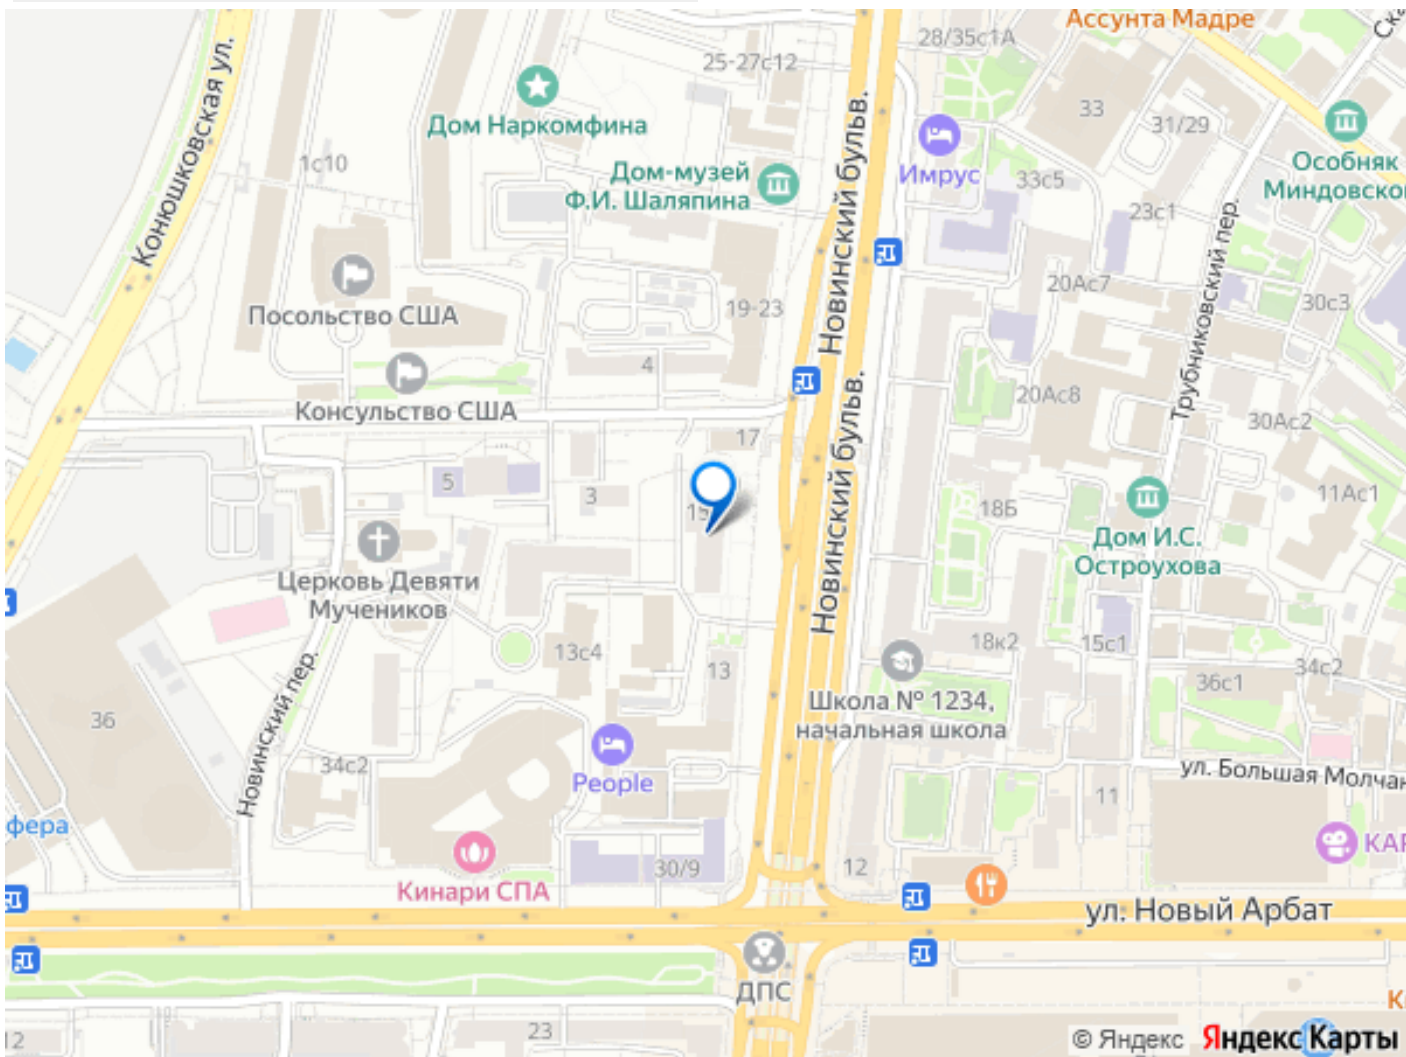 Ассунта Мадре
28/35с1А
25-27с12
Конюшковская ул.
Дом Наркомфина
33
31/29
Особняк
Миндовско
1с10
Дом-музей
Ф.И. Шаляпина
Новинский бульв.
Имрус
33с5
23с1
Трубниковский пер.
20Ас7
30с3
Посольство США
19-23
4
Консульство США
20Ас8
30Ас2
17
Новинский бульв.
5
3
11Ас1
18Б
Дом И.С.
Остроухова
Церковь Девяти
Мучеников
13с4
13
18к2
15с1
34с2
36с1
Школа № 1234,
начальная школа
36
Новинский пер.
34с2
People
ул. Большая Молчан
11
фера
КАР
30/9
12
Кинари СПА
ул. Новый Арбат
ДПС
23
12
© Яндекс Яндекс Карты